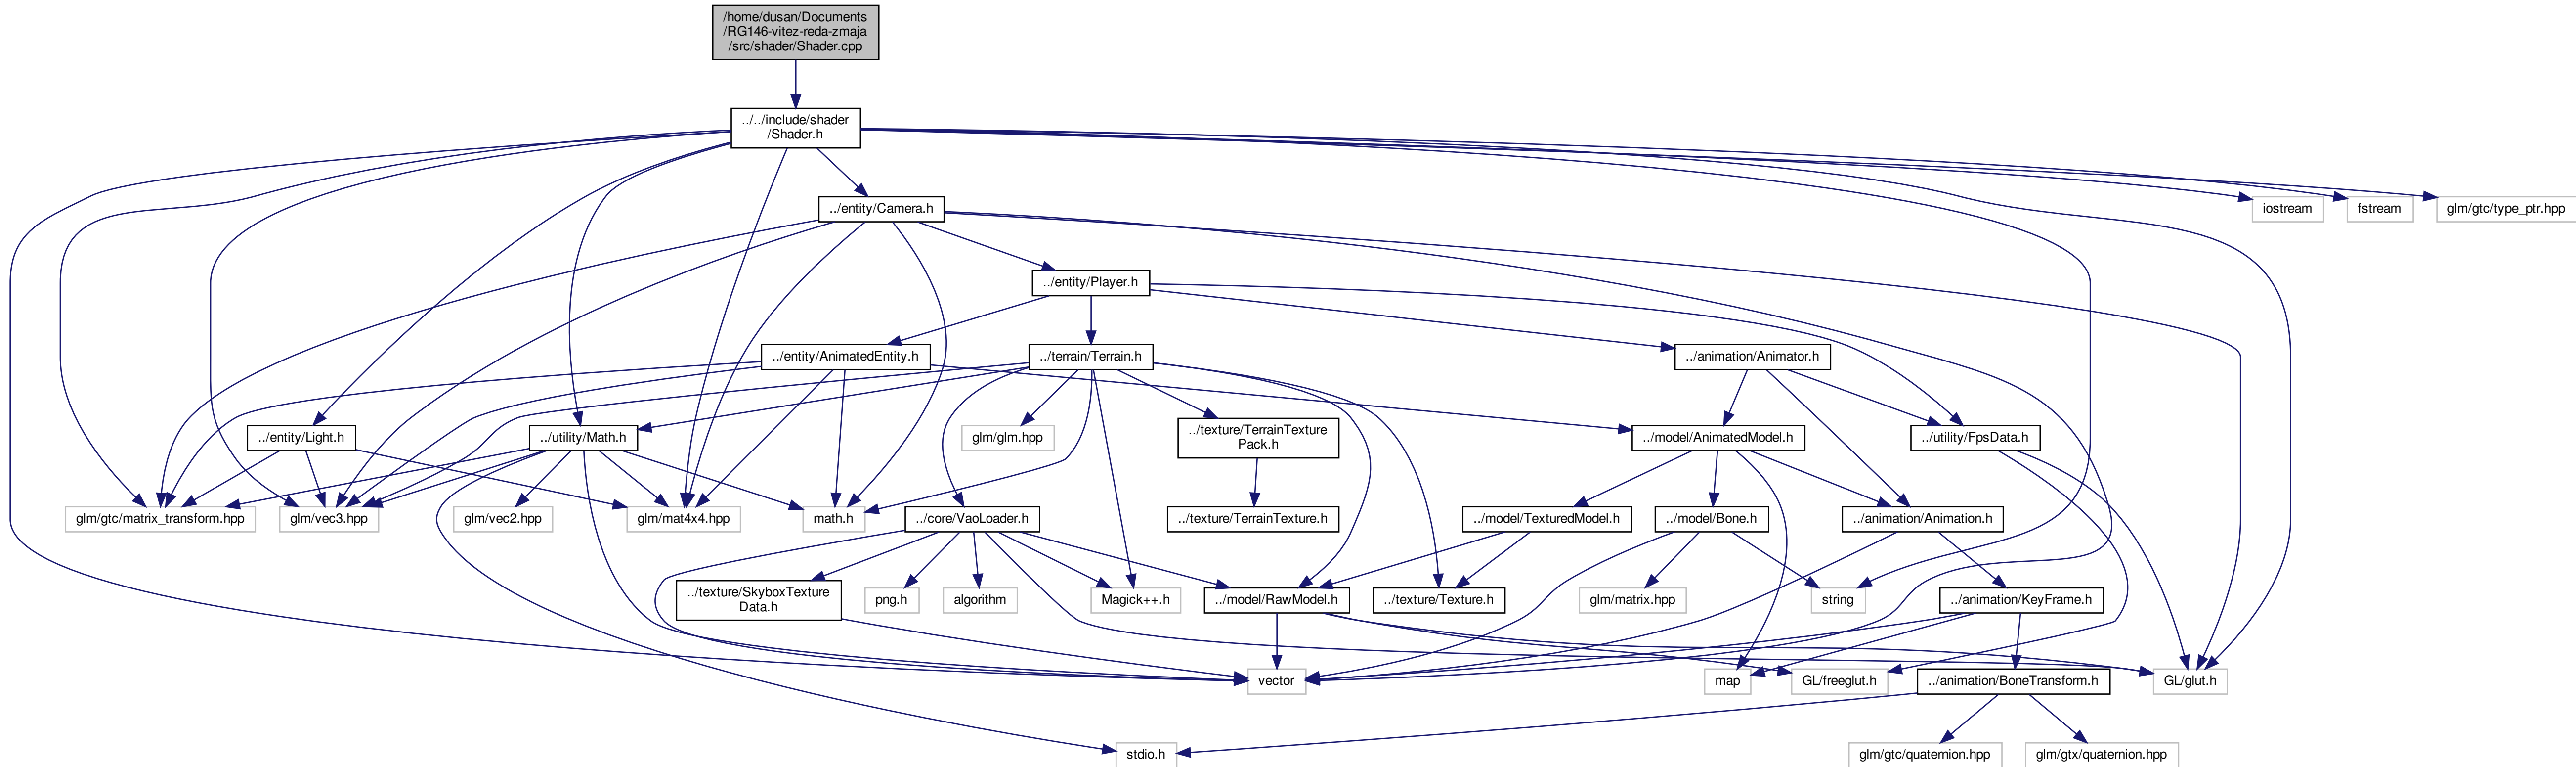 /home/dusan/Documents
/RG146-vitez-reda-zmaja
/src/shader/Shader.cpp
../../include/shader
/Shader.h
../entity/Camera.h
iostream
fstream
glm/gtc/type_ptr.hpp
../entity/Player.h
../entity/AnimatedEntity.h
../terrain/Terrain.h
../animation/Animator.h
../entity/Light.h
../utility/Math.h
glm/glm.hpp
../texture/TerrainTexture
Pack.h
../model/AnimatedModel.h
../utility/FpsData.h
glm/gtc/matrix_transform.hpp
glm/vec3.hpp
glm/vec2.hpp
glm/mat4x4.hpp
math.h
../core/VaoLoader.h
../texture/TerrainTexture.h
../model/TexturedModel.h
../model/Bone.h
../animation/Animation.h
../texture/SkyboxTexture
Data.h
png.h
algorithm
Magick++.h
../model/RawModel.h
../texture/Texture.h
glm/matrix.hpp
string
../animation/KeyFrame.h
vector
map
GL/freeglut.h
../animation/BoneTransform.h
GL/glut.h
stdio.h
glm/gtc/quaternion.hpp
glm/gtx/quaternion.hpp